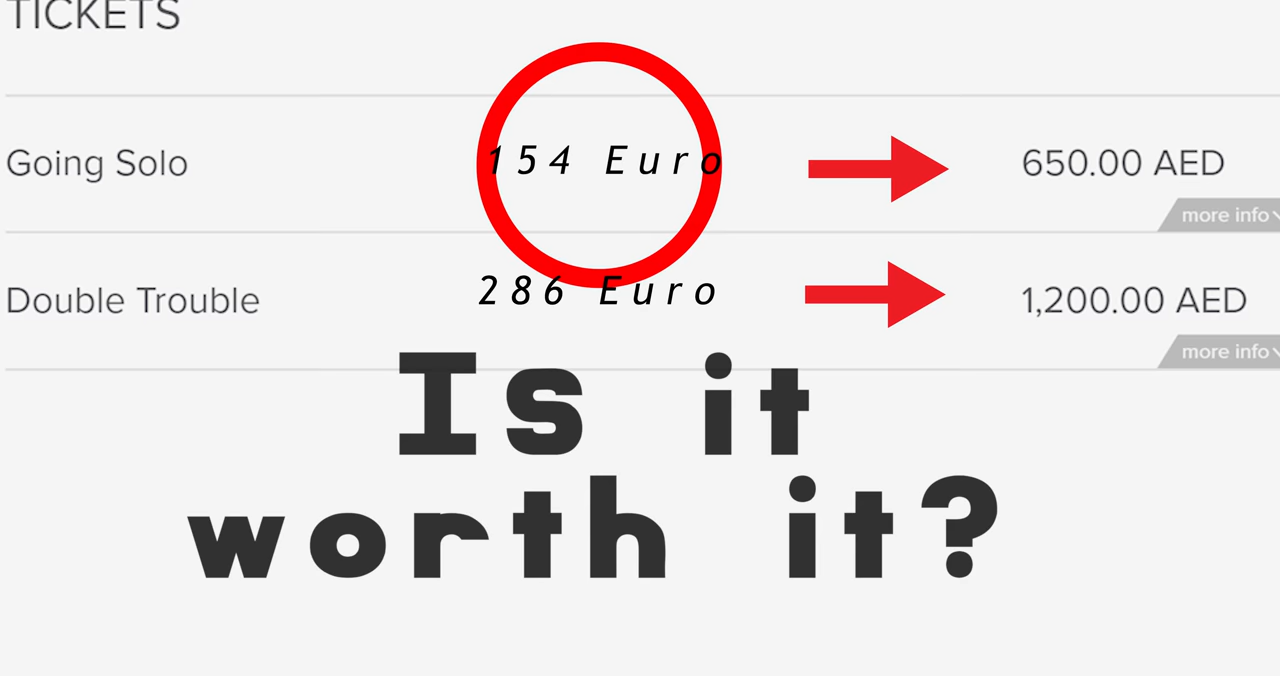 TICKETS
Going Solo 154 Euro 650.00 AED
more info
Double Trouble 286 Euro 1,200.00 AED
more info
Is it
worth it?